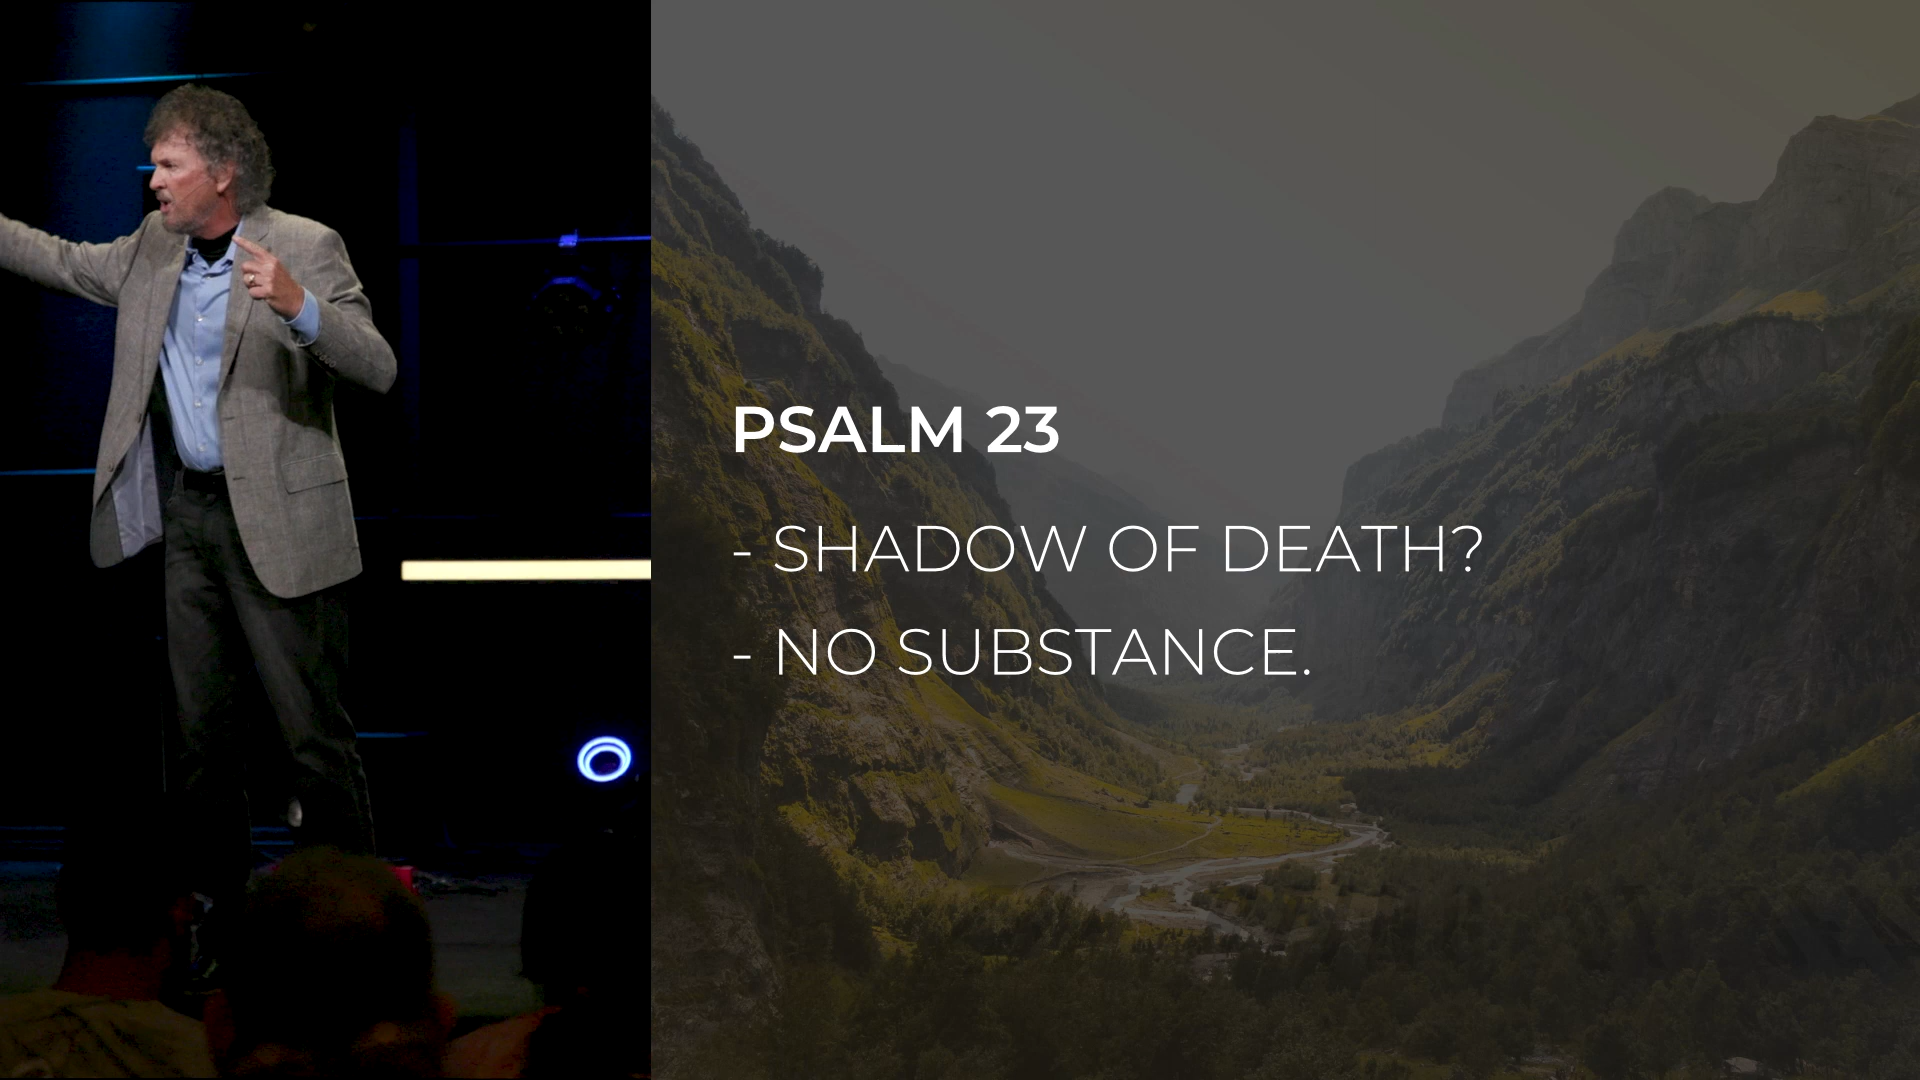 PSALM 23
- SHADOW OF DEATH?
- NO SUBSTANCE.